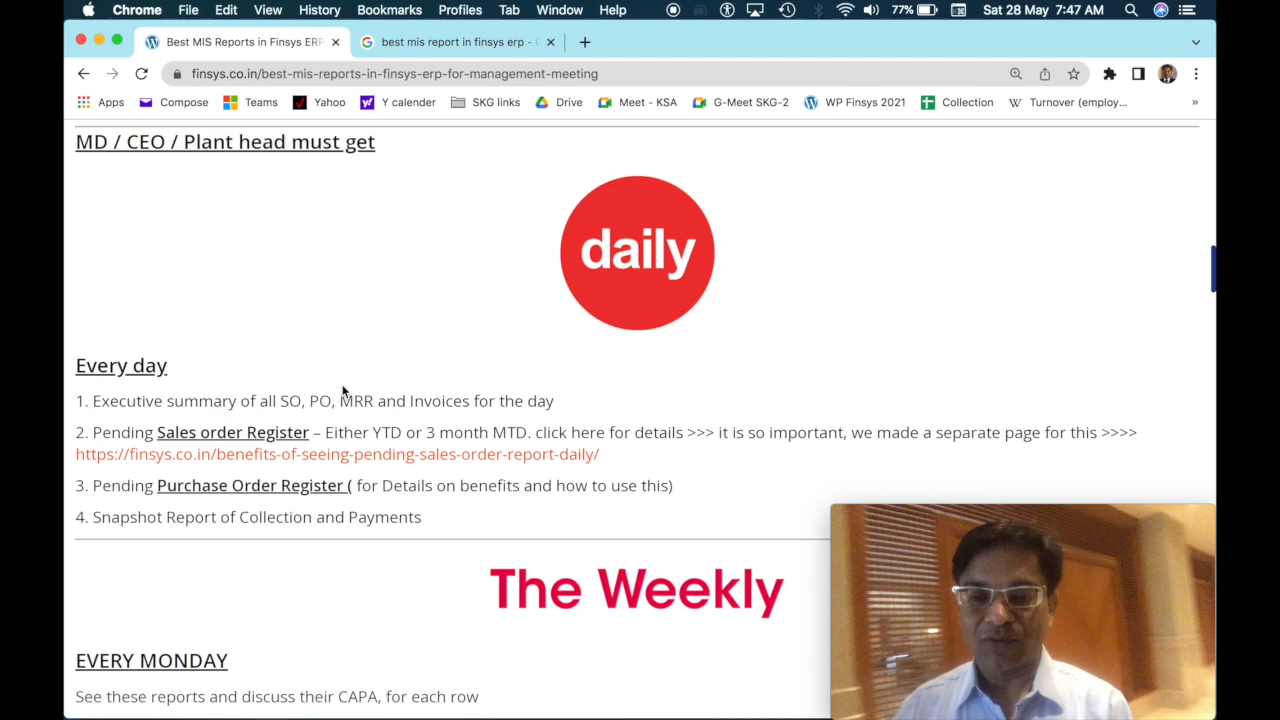 Chrome File Edit View History Bookmarks Profiles Tab Window Help 77% Sat 28 May 7:47 AM
Best MIS Reports in Finsys ERP best mis report in finsys erp -
finsys.co.in/best-mis-reports-in-finsys-erp-for-management-meeting
Apps Compose Teams Yahoo Y calender SKG links Drive Meet - KSA G-Meet SKG-2 WP Finsys 2021 Collection Turnover (employ... »
MD / CEO / Plant head must get
daily
Every day
1. Executive summary of all SO, PO, MRR and Invoices for the day
2. Pending Sales order Register – Either YTD or 3 month MTD. click here for details >>> it is so important, we made a separate page for this >>>>
https://finsys.co.in/benefits-of-seeing-pending-sales-order-report-daily/
3. Pending Purchase Order Register ( for Details on benefits and how to use this)
4. Snapshot Report of Collection and Payments
The Weekly
EVERY MONDAY
See these reports and discuss their CAPA, for each row